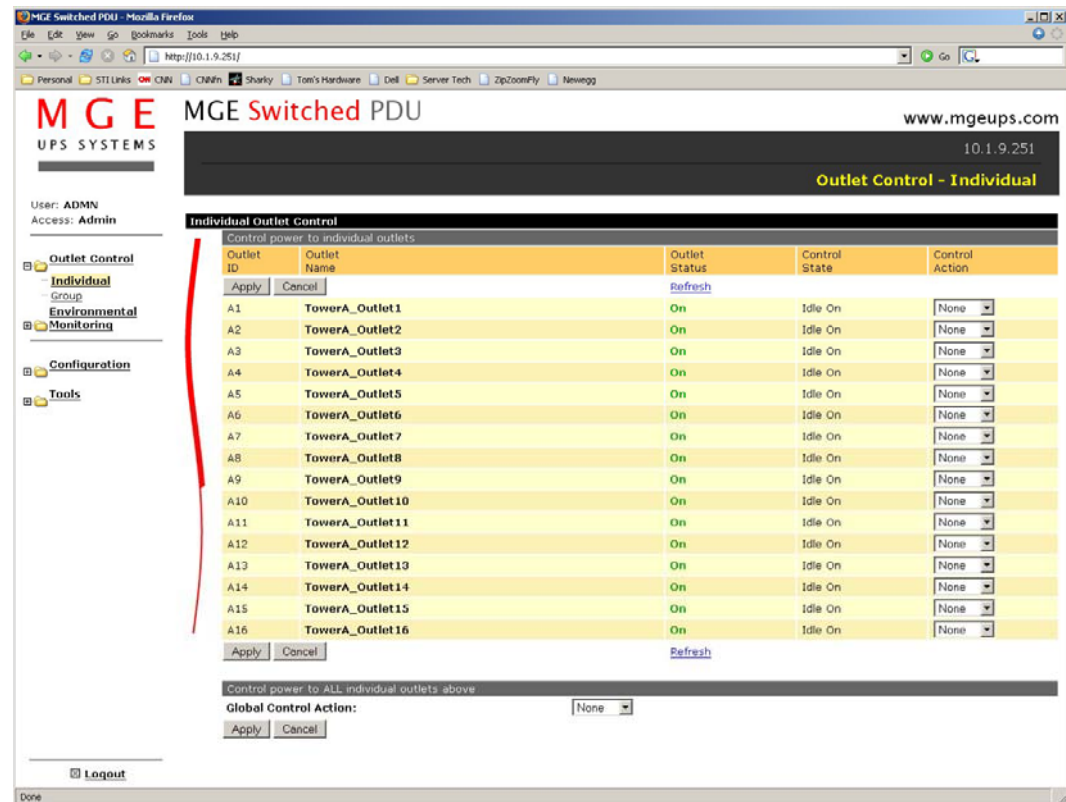 MGE Switched PDU - Mozilla Firefox
File Edit View Go Bookmarks Tools Help
http://10.1.9.251/ Go
Personal STI Links CNN CNNfn Sharky Tom's Hardware Dell Server Tech ZipZoomFly Newegg
MGE
UPS SYSTEMS
MGE Switched PDU
www.mgeups.com
10.1.9.251
Outlet Control - Individual
User: ADMN
Access: Admin
Outlet Control
Individual
Group
Environmental
Monitoring
Configuration
Tools
Logout
Individual Outlet Control
Control power to individual outlets
Outlet ID Outlet Name Outlet Status Control State Control Action
Apply Cancel Refresh
A1 TowerA_Outlet1 On Idle On None
A2 TowerA_Outlet2 On Idle On None
A3 TowerA_Outlet3 On Idle On None
A4 TowerA_Outlet4 On Idle On None
A5 TowerA_Outlet5 On Idle On None
A6 TowerA_Outlet6 On Idle On None
A7 TowerA_Outlet7 On Idle On None
A8 TowerA_Outlet8 On Idle On None
A9 TowerA_Outlet9 On Idle On None
A10 TowerA_Outlet10 On Idle On None
A11 TowerA_Outlet11 On Idle On None
A12 TowerA_Outlet12 On Idle On None
A13 TowerA_Outlet13 On Idle On None
A14 TowerA_Outlet14 On Idle On None
A15 TowerA_Outlet15 On Idle On None
A16 TowerA_Outlet16 On Idle On None
Apply Cancel Refresh
Control power to ALL individual outlets above
Global Control Action: None
Apply Cancel
Done